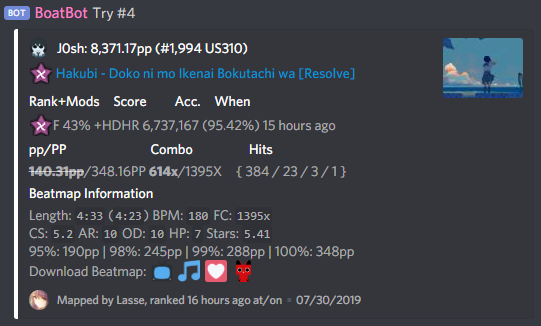 BOT BoatBot Try #4
J0sh: 8,371.17pp (#1,994 US310)
Hakubi - Doko ni mo Ikenai Bokutachi wa [Resolve]
Rank+Mods Score Acc. When
F 43% +HDHR 6,737,167 (95.42%) 15 hours ago
pp/PP Combo Hits
140.31pp/348.16PP 614x/1395X { 384 / 23 / 3 / 1 }
Beatmap Information
Length: 4:33 (4:23) BPM: 180 FC: 1395x
CS: 5.2 AR: 10 OD: 10 HP: 7 Stars: 5.41
95%: 190pp | 98%: 245pp | 99%: 288pp | 100%: 348pp
Download Beatmap:
Mapped by Lasse, ranked 16 hours ago at/on • 07/30/2019